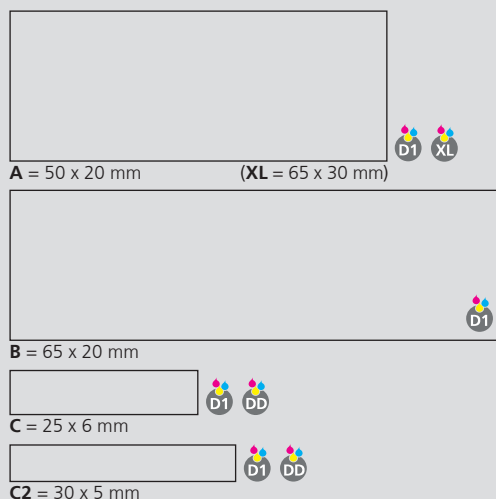 D1 XL
A = 50 x 20 mm (XL = 65 x 30 mm)
D1
B = 65 x 20 mm
D1 DD
C = 25 x 6 mm
D1 DD
C2 = 30 x 5 mm